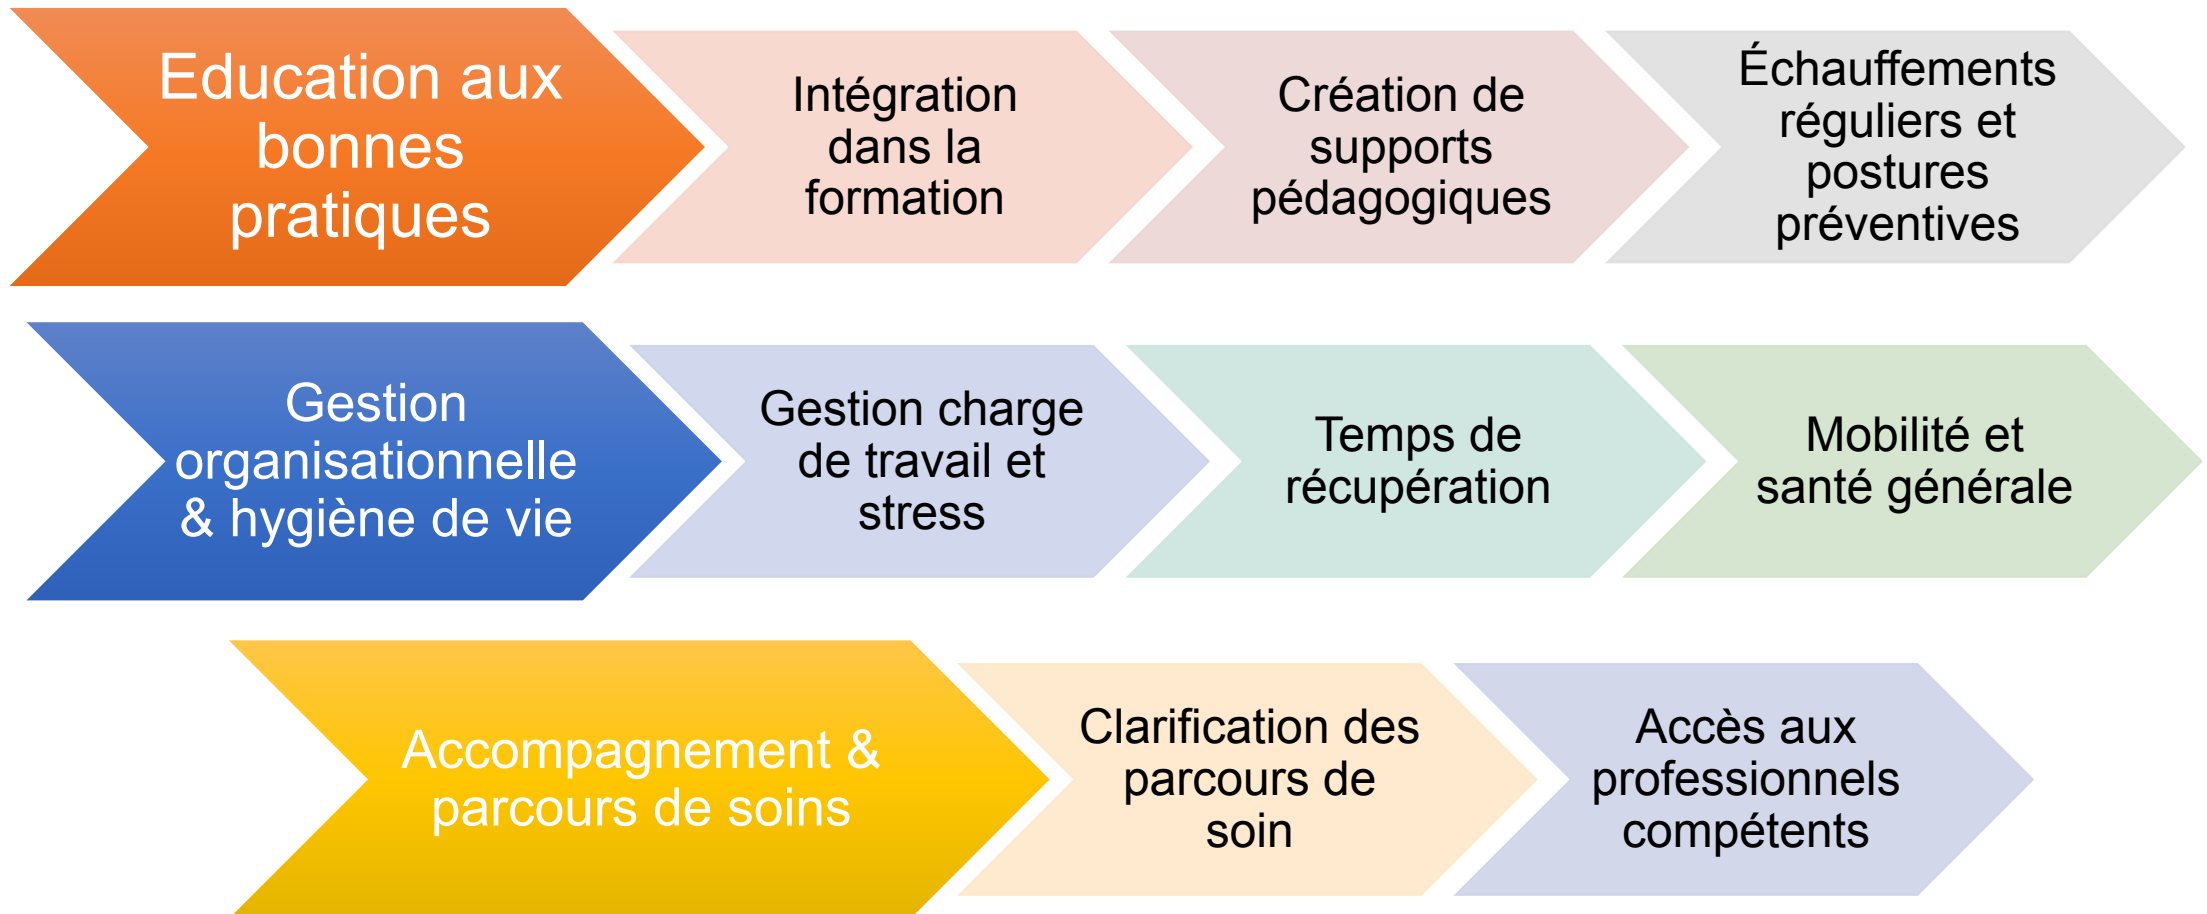 Education aux
bonnes
pratiques
Intégration
dans la
formation
Création de
supports
pédagogiques
Échauffements
réguliers et
postures
préventives
Gestion
organisationnelle
& hygiène de vie
Gestion charge
de travail et
stress
Temps de
récupération
Mobilité et
santé générale
Accompagnement &
parcours de soins
Clarification des
parcours de
soin
Accès aux
professionnels
compétents